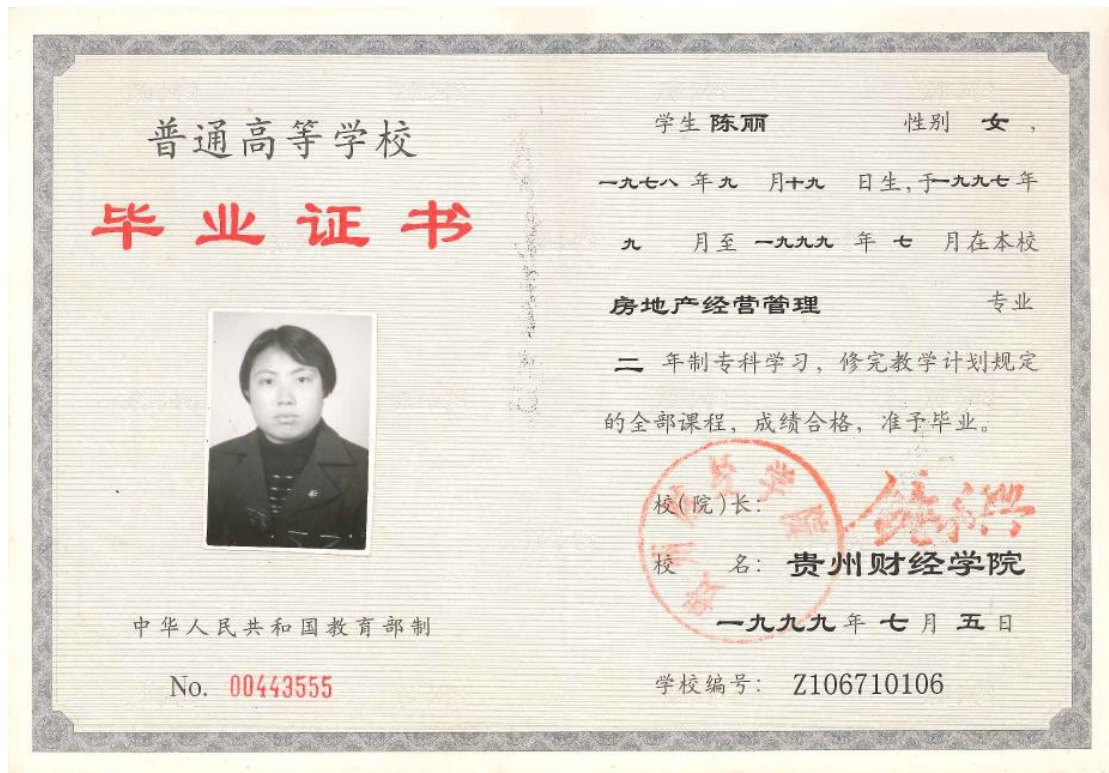 普通高等学校
毕业证书
中华人民共和国教育部制
No. 00443555
学生 陈丽 性别 女,
一九七八 年 九 月 十九 日生,于 一九九七 年
九 月至 一九九九 年 七 月在本校
房地产经营管理 专业
二 年制专科学习,修完教学计划规定
的全部课程,成绩合格,准予毕业。
校(院)长:
校 名: 贵州财经学院
一九九九 年 七 月 五 日
学校编号: Z106710106